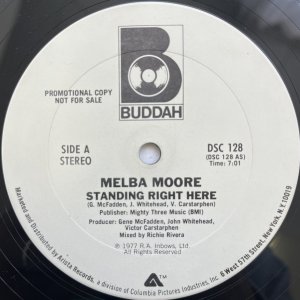 B
BUDDAH
PROMOTIONAL COPY
NOT FOR SALE
SIDE A
STEREO
DSC 128
(DSC 128 AS)
Time: 7:01
MELBA MOORE
STANDING RIGHT HERE
(G. McFadden, J. Whitehead, V. Carstarphen)
Publisher: Mighty Three Music (BMI)
Producer: Gene McFadden, John Whitehead,
Victor Carstarphen
Mixed by Richie Rivera
℗ 1977 R.A. Inbows, Ltd.
All Rights Reserved
Marketed and Distributed by Arista Records, a division of Columbia Pictures Industries, Inc. 6 West 57th Street, New York, N.Y. 10019